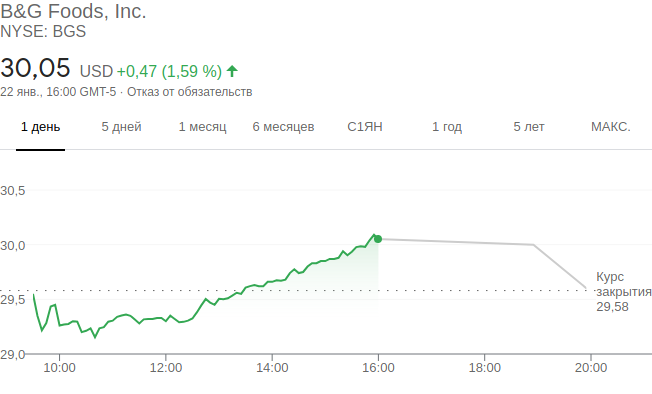 B&G Foods, Inc.
NYSE: BGS
30,05 USD +0,47 (1,59 %)
22 янв., 16:00 GMT-5 · Отказ от обязательств
1 день 5 дней 1 месяц 6 месяцев С1ЯН 1 год 5 лет МАКС.
30,5
30,0
Курс
закрытия
29,5 29,58
29,0
10:00 12:00 14:00 16:00 18:00 20:00